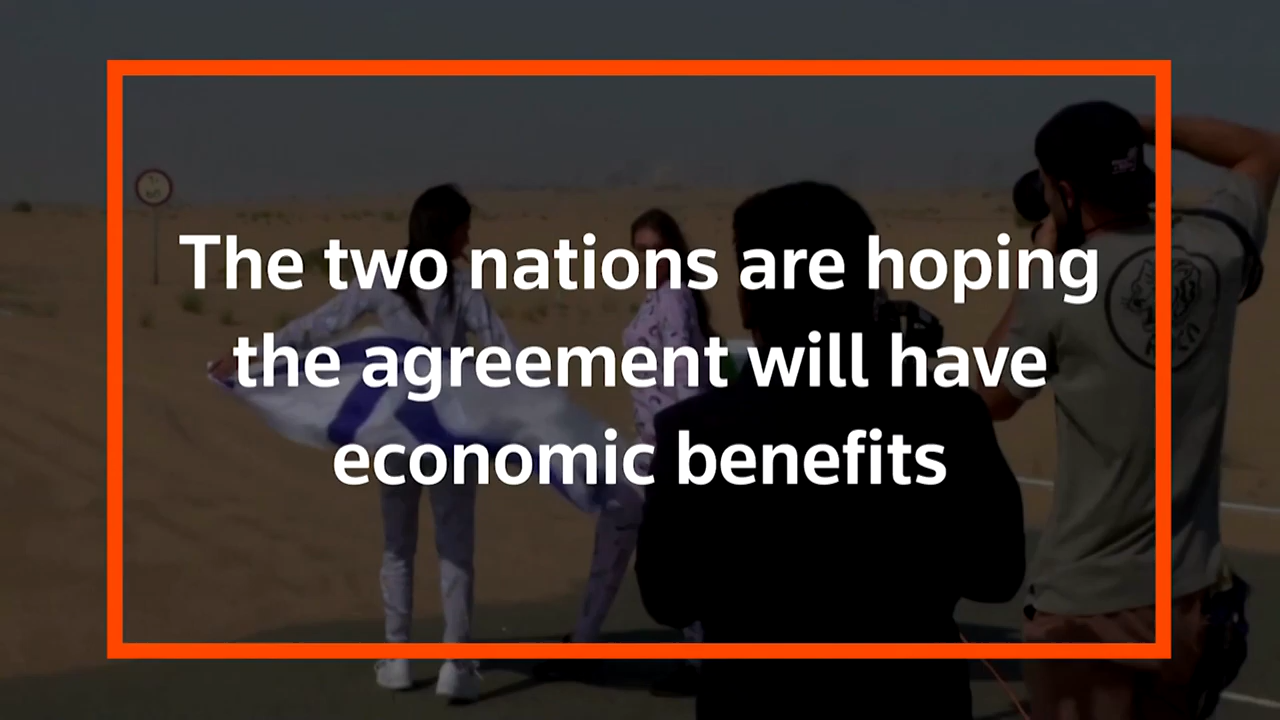 The two nations are hoping
the agreement will have
economic benefits